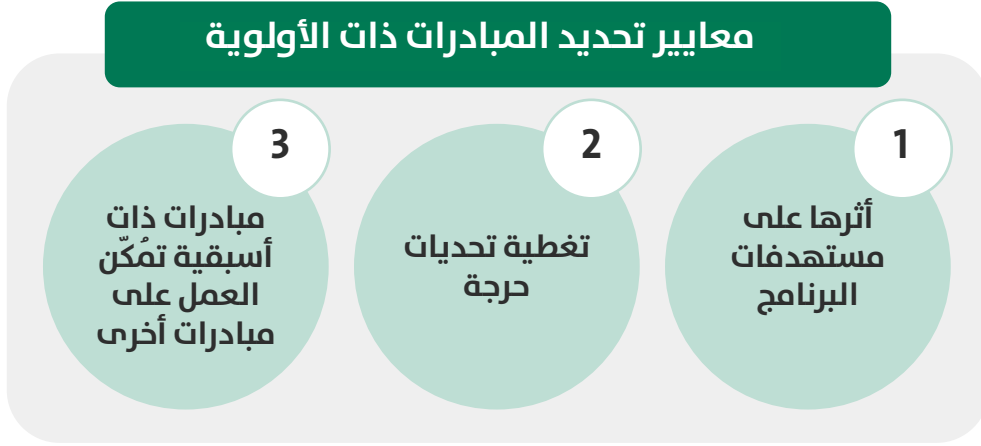 معايير تحديد المبادرات ذات الأولوية
1
أثرها على
مستهدفات
البرنامج
2
تغطية تحديات
حرجة
3
مبادرات ذات
أسبقية تمُكّن
العمل على
مبادرات أخرى